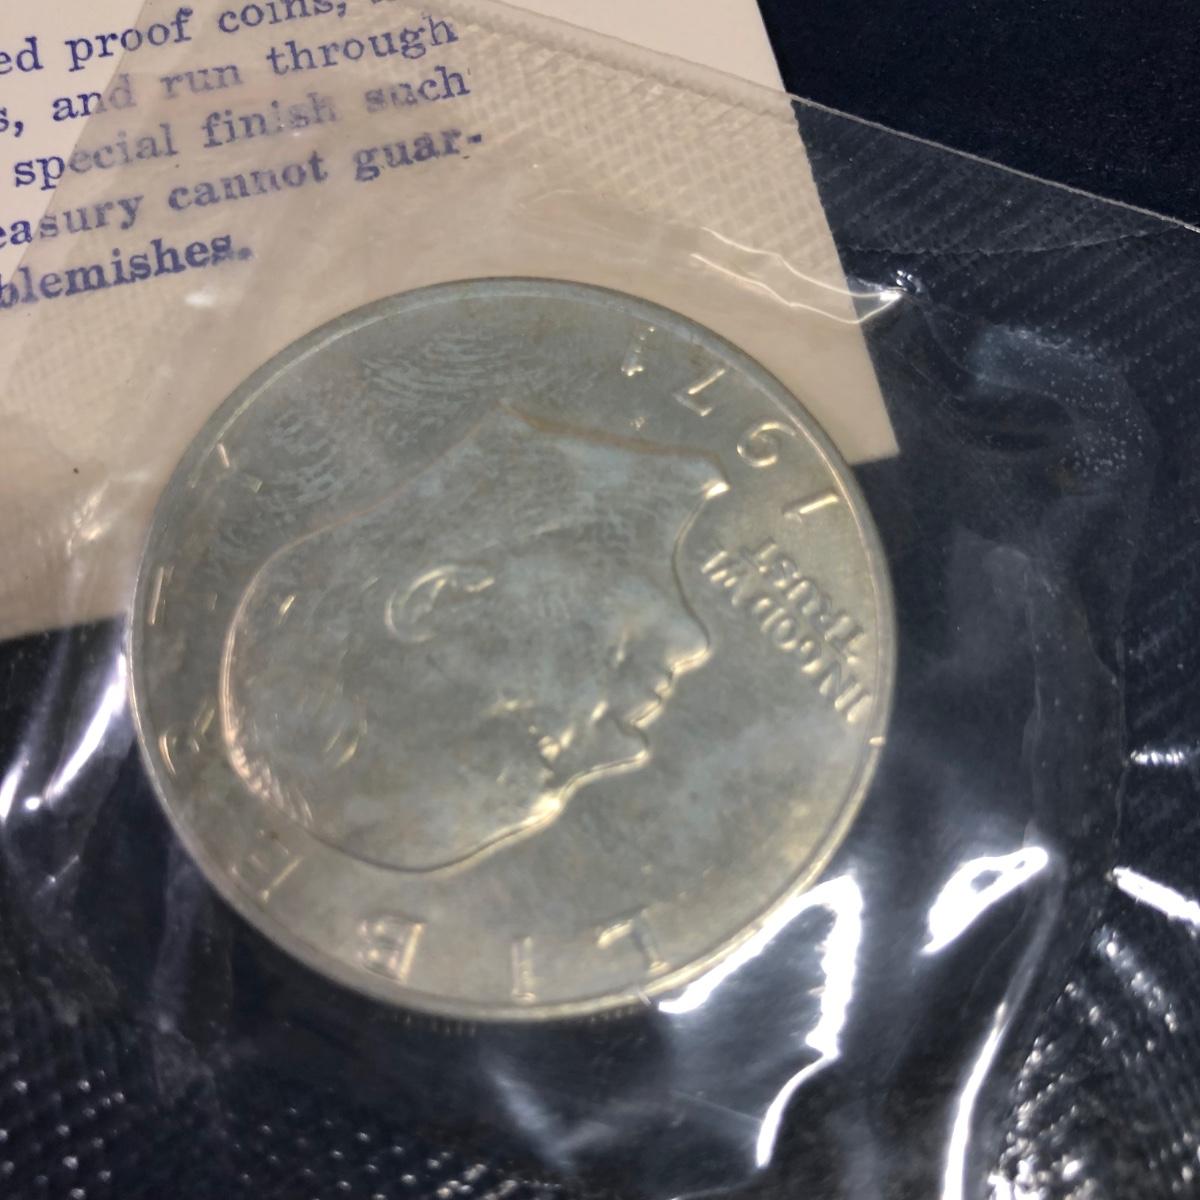 ed proof coins,
s, and run through
special finish such
easury cannot guar-
blemishes.
LIBERTY
IN GOD WE
TRUST
1971